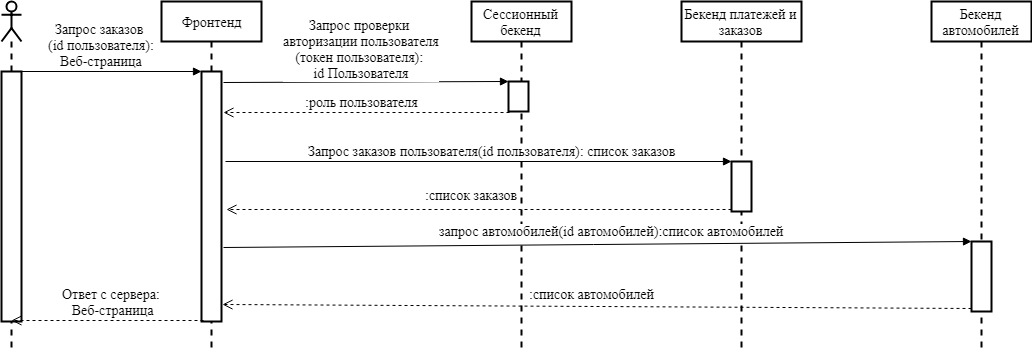 Фронтенд
Сессионный
бекенд
Бекенд платежей и
заказов
Бекенд
автомобилей
Запрос заказов
(id пользователя):
Веб-страница
Запрос проверки
авторизации пользователя
(токен пользователя):
id Пользователя
:роль пользователя
Запрос заказов пользователя(id пользователя): список заказов
:список заказов
запрос автомобилей(id автомобилей):список автомобилей
:список автомобилей
Ответ с сервера:
Веб-страница